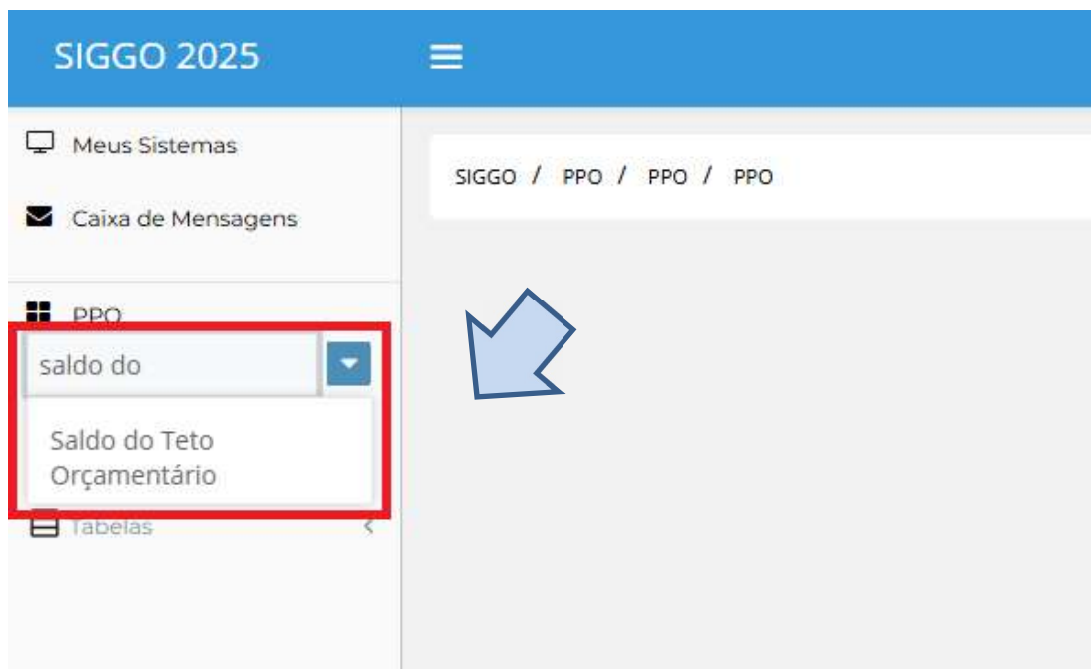 SIGGO 2025
Meus Sistemas
SIGGO / PPO / PPO / PPO
Caixa de Mensagens
PPO
saldo do
Saldo do Teto
Orçamentário
Tabelas